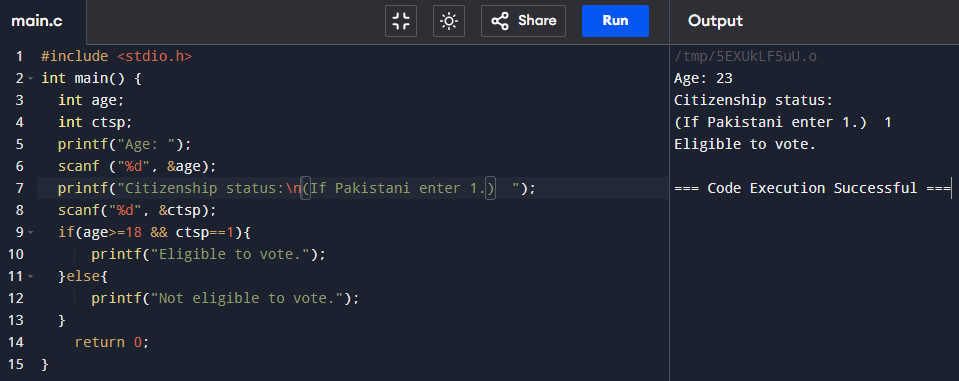 main.c
Share
Run
Output
1 #include <stdio.h>
2 int main() {
3 int age;
4 int ctsp;
5 printf("Age: ");
6 scanf ("%d", &age);
7 printf("Citizenship status:\n(If Pakistani enter 1.)  ");
8 scanf("%d", &ctsp);
9 if(age>=18 && ctsp==1){
10 printf("Eligible to vote.");
11 }else{
12 printf("Not eligible to vote.");
13 }
14 return 0;
15 }
/tmp/5EXUkLF5uU.o
Age: 23
Citizenship status:
(If Pakistani enter 1.)  1
Eligible to vote.
=== Code Execution Successful ===